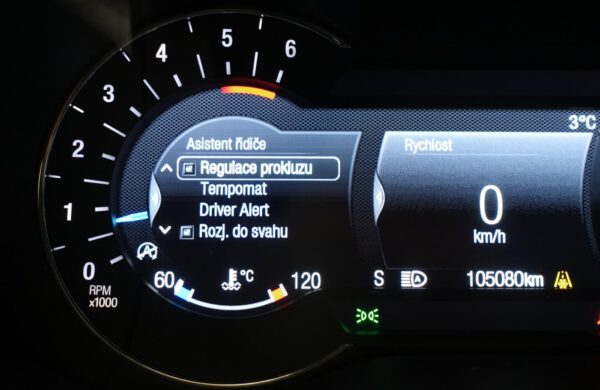 6
5
4
3
2
1
0
RPM
x1000
Asistent řidiče
Regulace prokluzu
Tempomat
Driver Alert
Rozj. do svahu
60
°C
120
3°C
Rychlost
0
km/h
S
A
105080km